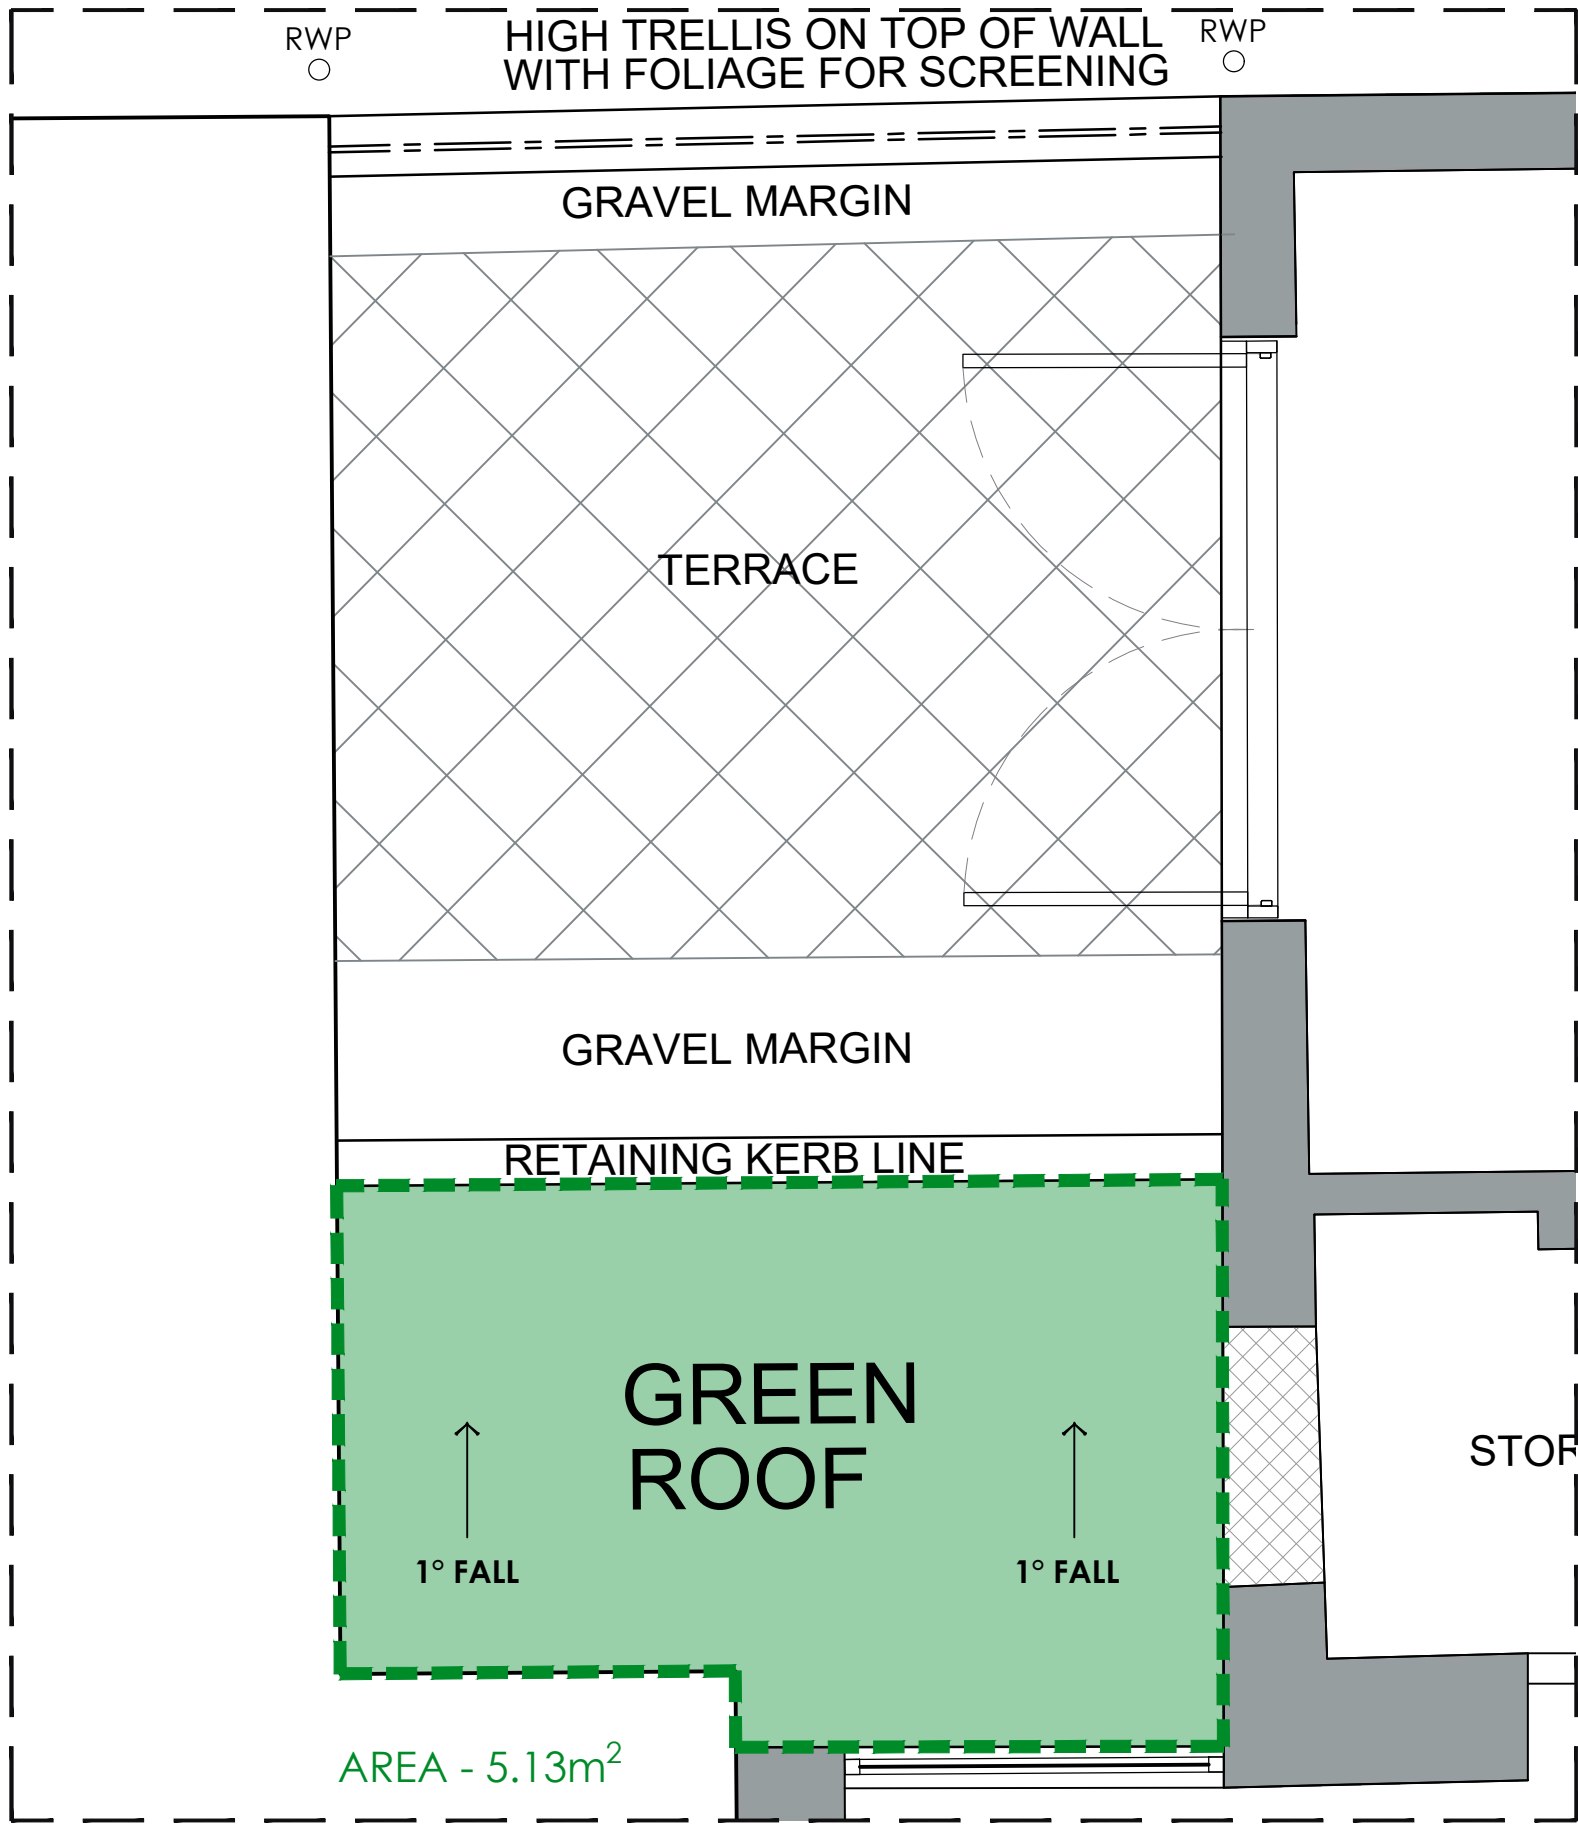 RWP
HIGH TRELLIS ON TOP OF WALL
WITH FOLIAGE FOR SCREENING
RWP
GRAVEL MARGIN
TERRACE
GRAVEL MARGIN
RETAINING KERB LINE
GREEN
ROOF
STOR
1° FALL
1° FALL
AREA - 5.13m²